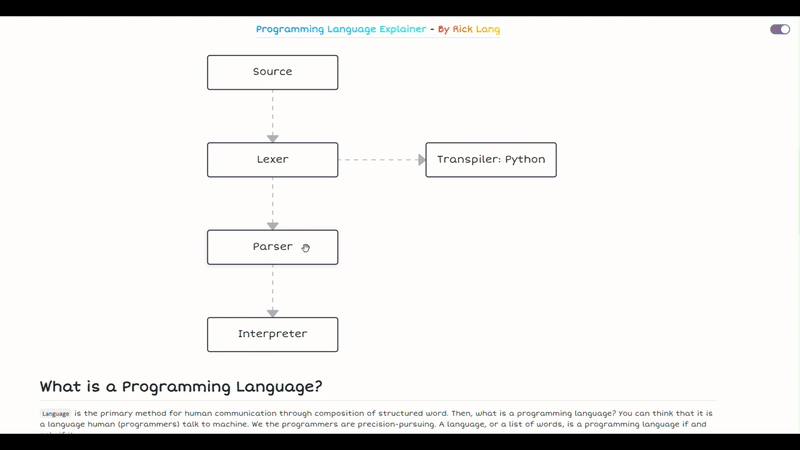 Programming Language Explainer - By Rick Lang
Source
Lexer
Transpiler: Python
Parser
Interpreter
What is a Programming Language?
Language is the primary method for human communication through composition of structured word. Then, what is a programming language? You can think that it is
a language human (programmers) talk to machine. We the programmers are precision-pursuing. A language, or a list of words, is a programming language if and